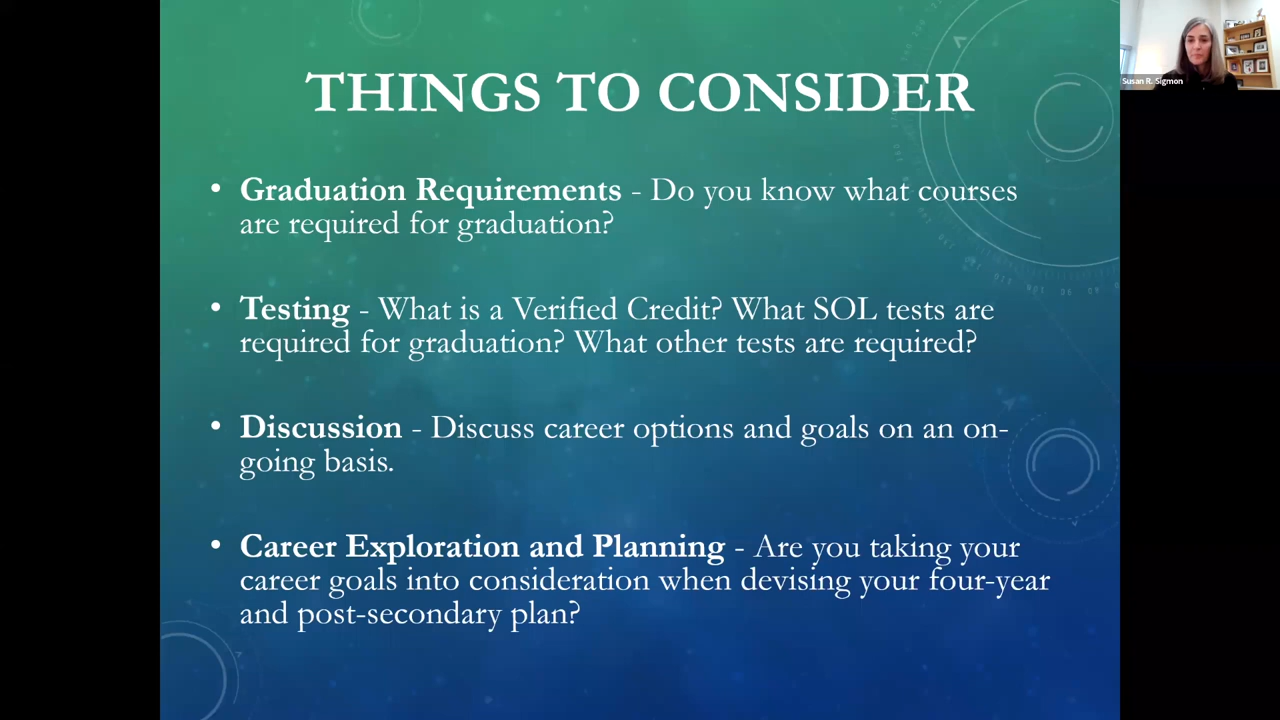 THINGS TO CONSIDER
• Graduation Requirements - Do you know what courses
are required for graduation?
• Testing - What is a Verified Credit? What SOL tests are
required for graduation? What other tests are required?
• Discussion - Discuss career options and goals on an on-
going basis.
• Career Exploration and Planning - Are you taking your
career goals into consideration when devising your four-year
and post-secondary plan?
Susan R. Sigmon